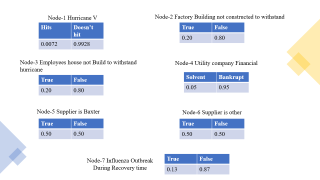 Node-1 Hurricane V
Hits Doesn't hit
0.0072 0.9928
Node-2 Factory Building not constructed to withstand
True False
0.20 0.80
Node-3 Employees house not Build to withstand
hurricane
True False
0.20 0.80
Node-4 Utility company Financial
Solvent Bankrupt
0.05 0.95
Node-5 Supplier is Baxter
True False
0.50 0.50
Node-6 Supplier is other
True False
0.50 0.50
Node-7 Influenza Outbreak
During Recovery time
True False
0.13 0.87